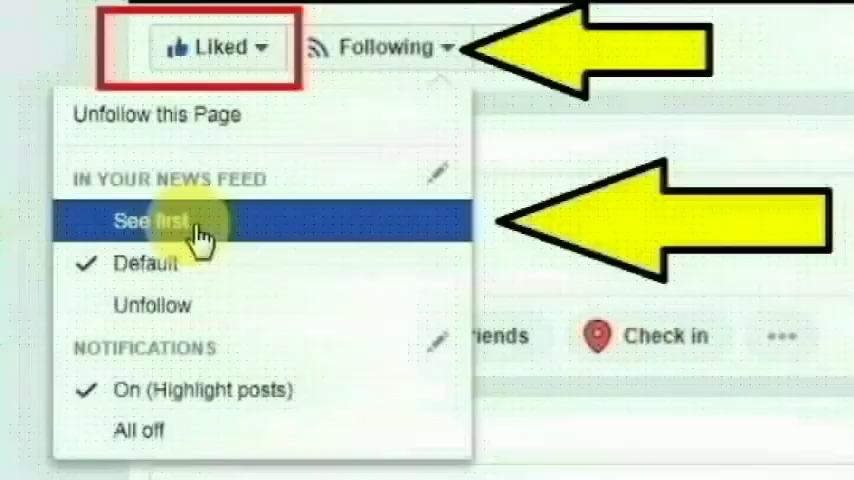 Liked Following
Unfollow this Page
IN YOUR NEWS FEED
See first
Default
Unfollow
riends Check in
NOTIFICATIONS
On (Highlight posts)
All off